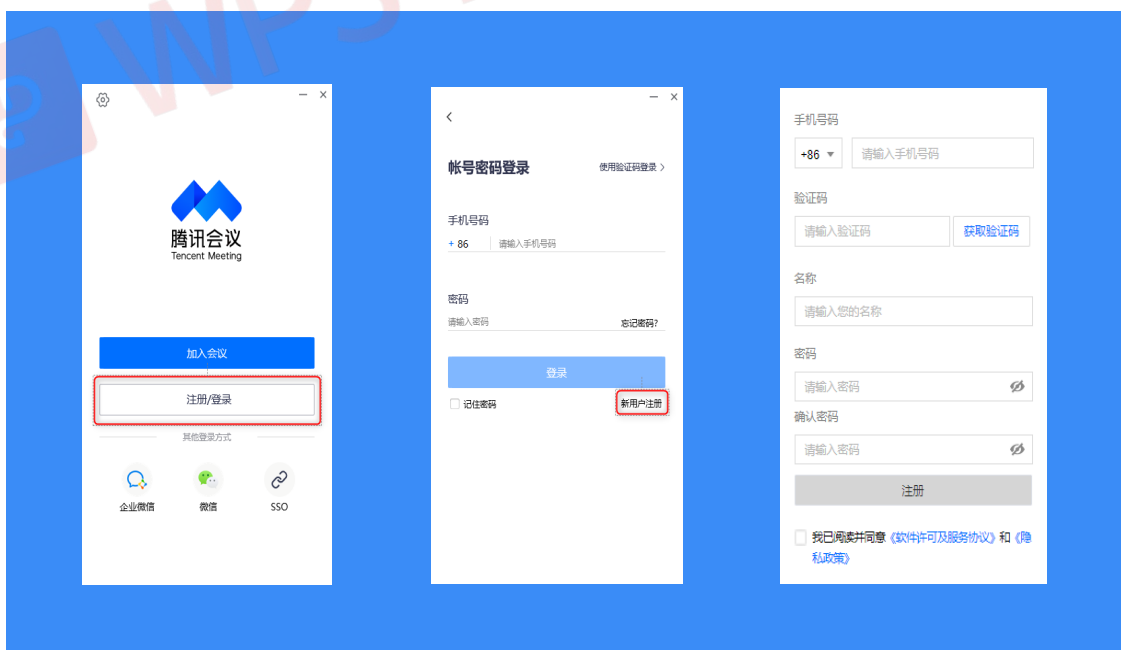 WPS
腾讯会议
Tencent Meeting
加入会议
注册/登录
其他登录方式
企业微信
微信
SSO
帐号密码登录
使用验证码登录 >
手机号码
+ 86 请输入手机号码
密码
请输入密码 忘记密码?
登录
记住密码 新用户注册
手机号码
+86 请输入手机号码
验证码
请输入验证码 获取验证码
名称
请输入您的名称
密码
请输入密码
确认密码
请输入密码
注册
我已阅读并同意《软件许可及服务协议》和《隐
私政策》